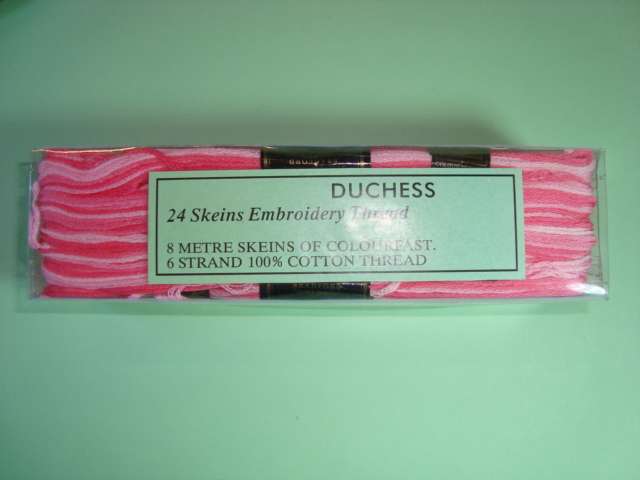 DUCHESS
24 Skeins Embroidery Thread
8 METRE SKEINS OF COLOURFAST.
6 STRAND 100% COTTON THREAD